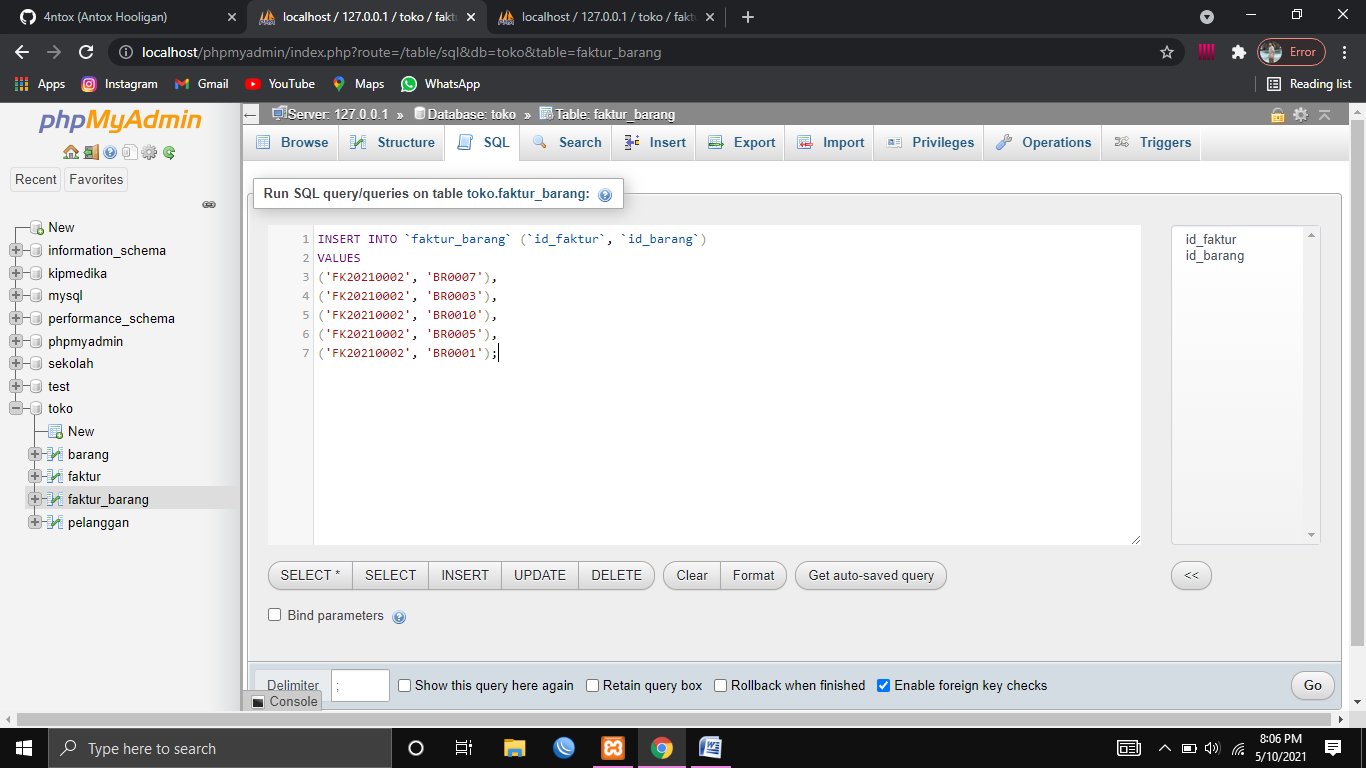 4ntox (Antox Hooligan)
localhost / 127.0.0.1 / toko / fakt
localhost / 127.0.0.1 / toko / fakt
localhost/phpmyadmin/index.php?route=/table/sql&db=toko&table=faktur_barang
Error
Apps Instagram Gmail YouTube Maps WhatsApp Reading list
phpMyAdmin
Recent Favorites
New
information_schema
kipmedika
mysql
performance_schema
phpmyadmin
sekolah
test
toko
New
barang
faktur
faktur_barang
pelanggan
Server: 127.0.0.1 » Database: toko » Table: faktur_barang
Browse Structure SQL Search Insert Export Import Privileges Operations Triggers
Run SQL query/queries on table toko.faktur_barang:
1 INSERT INTO `faktur_barang` (`id_faktur`, `id_barang`)
2 VALUES
3 ('FK20210002', 'BR0007'),
4 ('FK20210002', 'BR0003'),
5 ('FK20210002', 'BR0010'),
6 ('FK20210002', 'BR0005'),
7 ('FK20210002', 'BR0001');
id_faktur
id_barang
SELECT * SELECT INSERT UPDATE DELETE Clear Format Get auto-saved query <<
Bind parameters
Delimiter ; Show this query here again Retain query box Rollback when finished Enable foreign key checks Go
Console
Type here to search
8:06 PM
5/10/2021